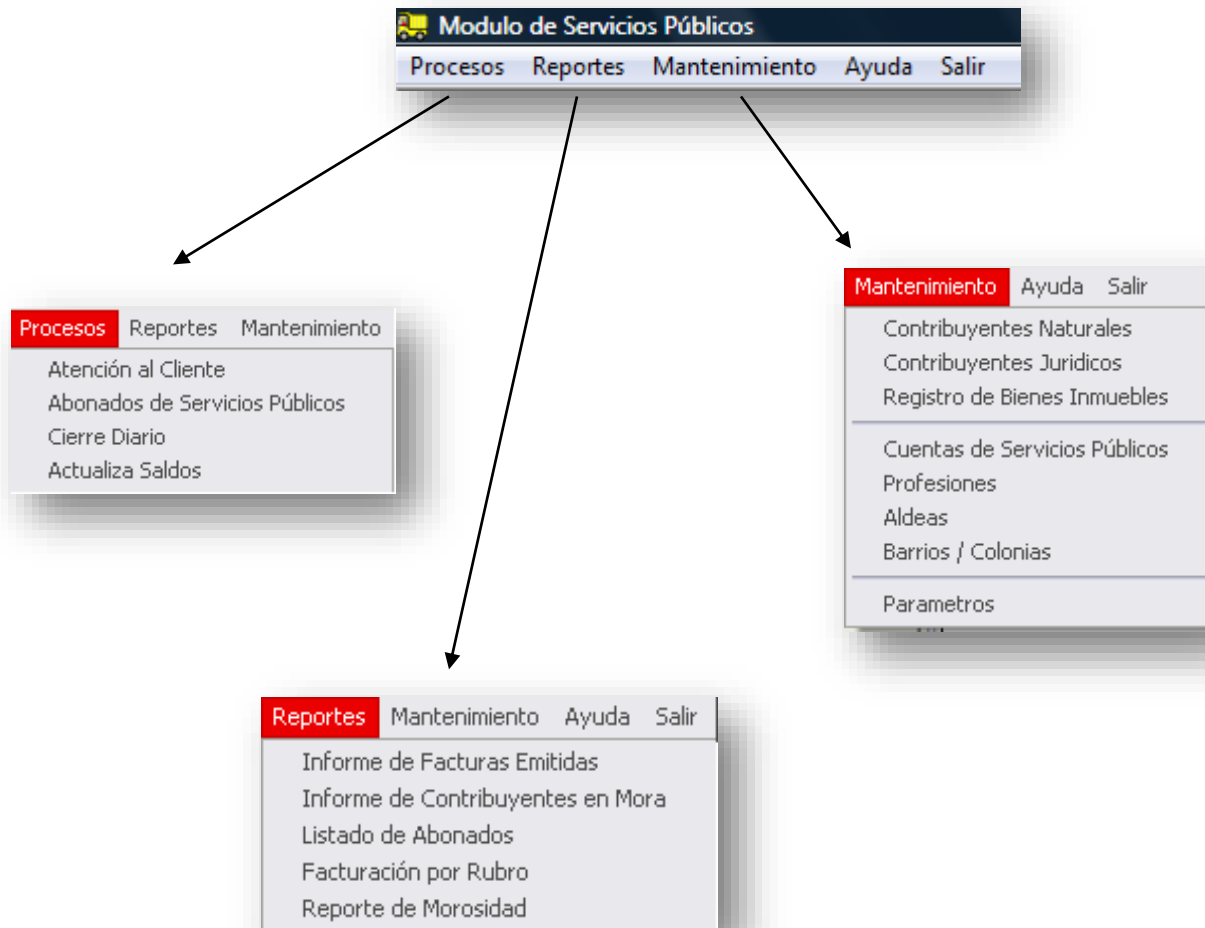 Modulo de Servicios Públicos
Procesos Reportes Mantenimiento Ayuda Salir
Procesos Reportes Mantenimiento
Atención al Cliente
Abonados de Servicios Públicos
Cierre Diario
Actualiza Saldos
Mantenimiento Ayuda Salir
Contribuyentes Naturales
Contribuyentes Juridicos
Registro de Bienes Inmuebles
Cuentas de Servicios Públicos
Profesiones
Aldeas
Barrios / Colonias
Parametros
Reportes Mantenimiento Ayuda Salir
Informe de Facturas Emitidas
Informe de Contribuyentes en Mora
Listado de Abonados
Facturación por Rubro
Reporte de Morosidad